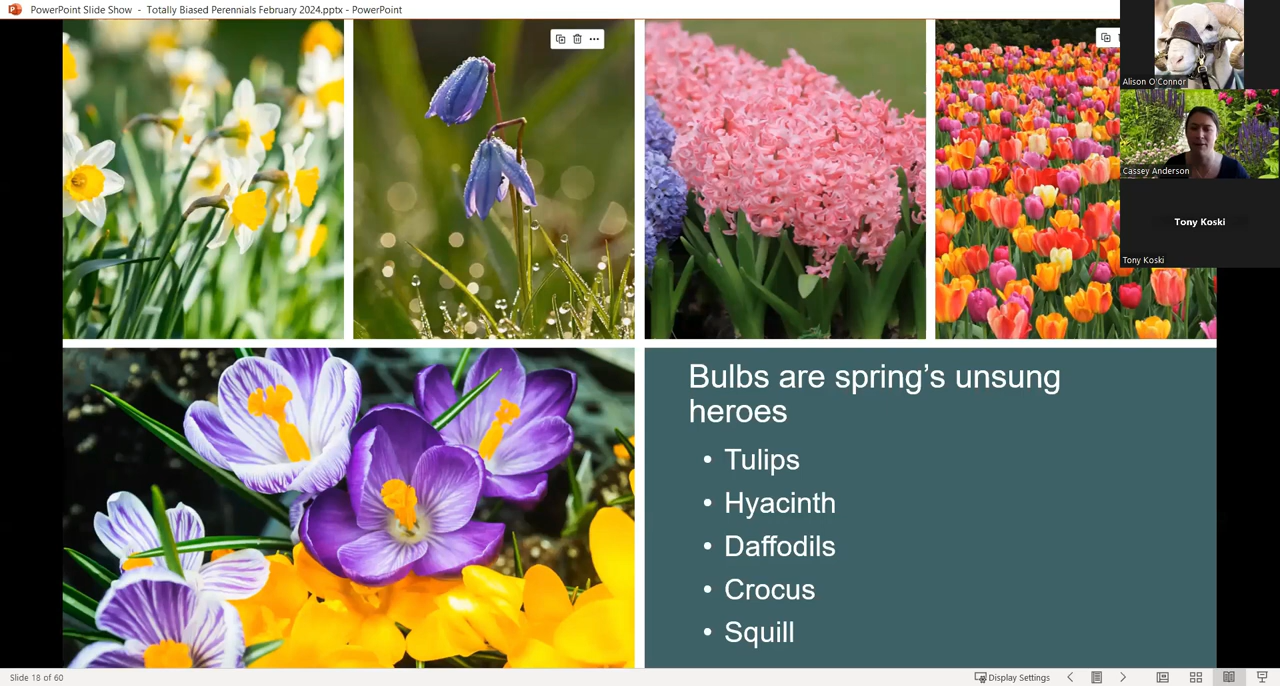 PowerPoint Slide Show - Totally Biased Perennials February 2024.pptx - PowerPoint
Alison O'Connor
Cassey Anderson
Tony Koski
Tony Koski
Bulbs are spring's unsung
heroes
• Tulips
• Hyacinth
• Daffodils
• Crocus
• Squill
Slide 18 of 60
Display Settings